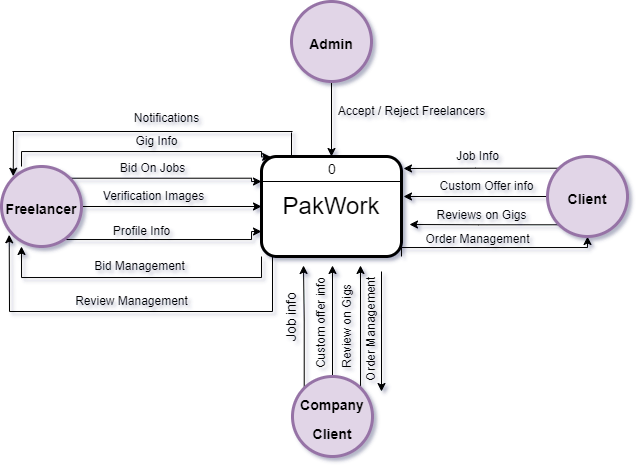 Admin
Accept / Reject Freelancers
Notifications
Gig Info
Bid On Jobs
Verification Images
Profile Info
Bid Management
Review Management
Freelancer
0
PakWork
Job Info
Custom Offer info
Reviews on Gigs
Order Management
Client
Job info
Custom offer info
Review on Gigs
Order Management
Company
Client